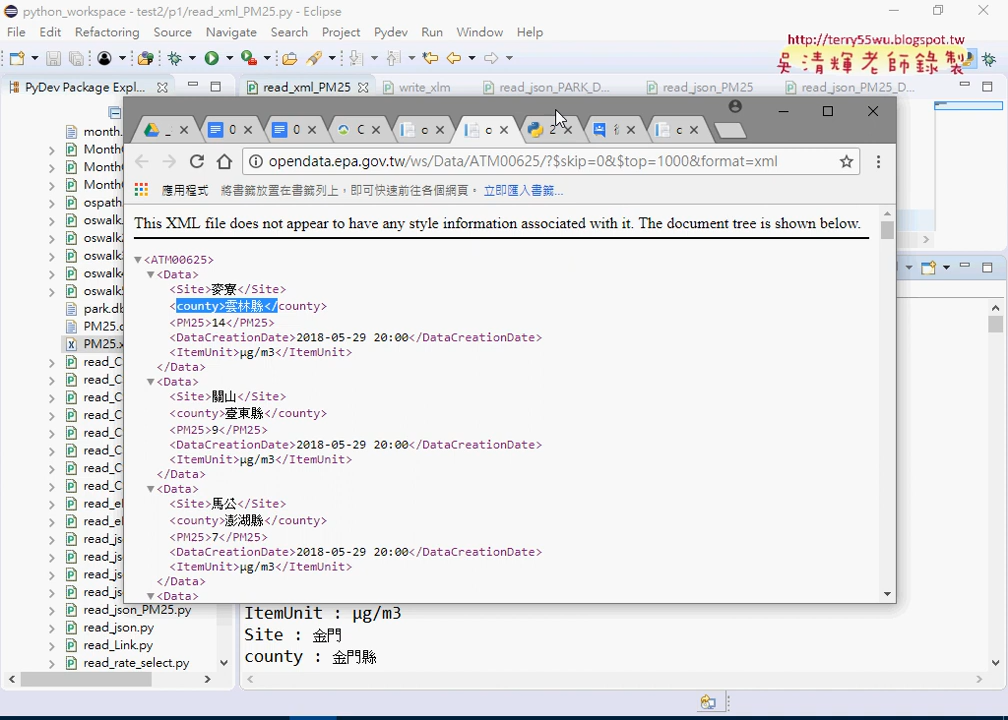 python_workspace - test2/p1/read_xml_PM25.py - Eclipse
File Edit Refactoring Source Navigate Search Project Pydev Run Window Help
http://terry55wu.blogspot.tw
吳清輝老師錄製
PyDev Package Expl...
read_xml_PM25
write_xlm
read_json_PARK_D...
read_json_PM25
read_json_PM25_D...
opendata.epa.gov.tw/ws/Data/ATM00625/?$skip=0&$top=1000&format=xml
應用程式 將書籤放置在書籤列上，即可快速前往各個網頁。 立即匯入書籤...
This XML file does not appear to have any style information associated with it. The document tree is shown below.
▼<ATM00625>
▼<Data>
<Site>麥寮</Site>
<county>雲林縣</county>
<PM25>14</PM25>
<DataCreationDate>2018-05-29 20:00</DataCreationDate>
<ItemUnit>μg/m3</ItemUnit>
</Data>
▼<Data>
<Site>關山</Site>
<county>臺東縣</county>
<PM25>9</PM25>
<DataCreationDate>2018-05-29 20:00</DataCreationDate>
<ItemUnit>μg/m3</ItemUnit>
</Data>
▼<Data>
<Site>馬公</Site>
<county>澎湖縣</county>
<PM25>7</PM25>
<DataCreationDate>2018-05-29 20:00</DataCreationDate>
<ItemUnit>μg/m3</ItemUnit>
</Data>
▼<Data>
month.
Month
Month
Month
ospath
oswalk
oswalk
oswalk
oswalk
oswalk
park.db
PM25.
PM25.x
read_C
read_C
read_C
read_C
read_C
read_C
read_C
read_C
read_e
read_e
read_js
read_js
read_js
read_js
read_json_PM25.py
read_json.py
read_Link.py
read_rate_select.py
ItemUnit : μg/m3
Site : 金門
county : 金門縣